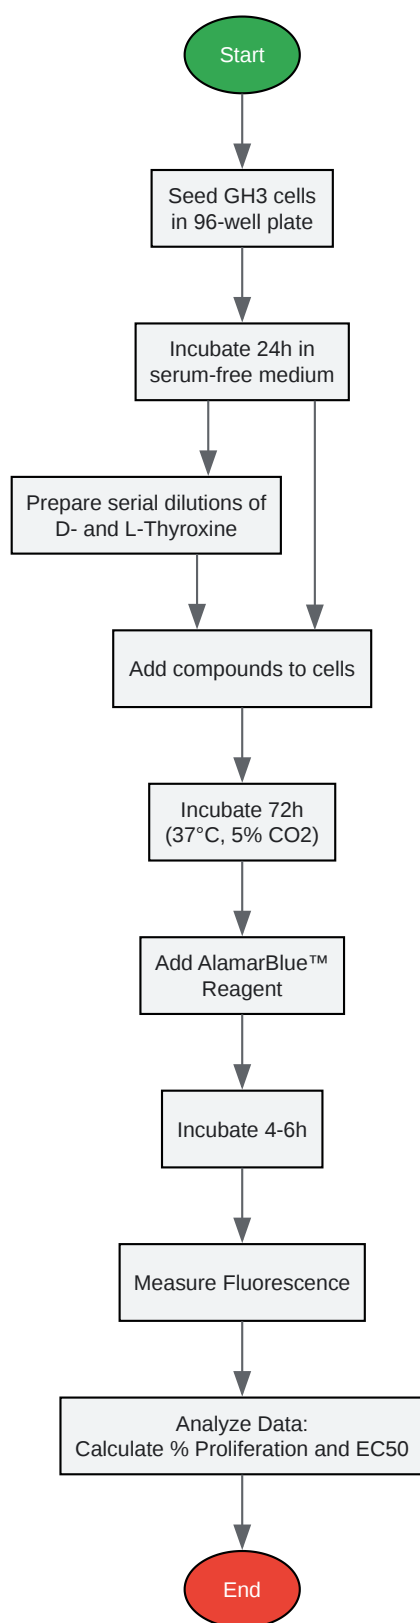 Start
Seed GH3 cells
in 96-well plate
Incubate 24h in
serum-free medium
Prepare serial dilutions of
D- and L-Thyroxine
Add compounds to cells
Incubate 72h
(37°C, 5% CO2)
Add AlamarBlue™
Reagent
Incubate 4-6h
Measure Fluorescence
Analyze Data:
Calculate % Proliferation and EC50
End